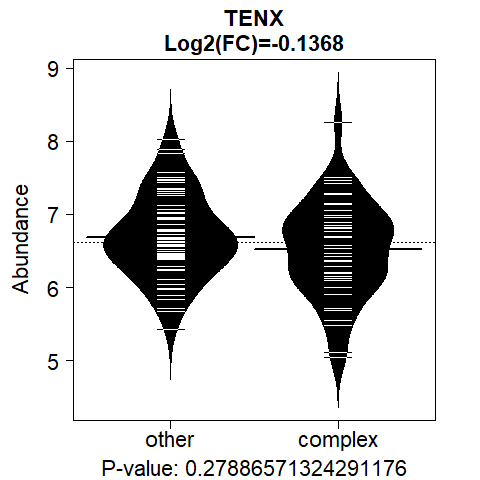 TENX
Log2(FC)=-0.1368
Abundance
9
8
7
6
5
other complex
P-value: 0.27886571324291176